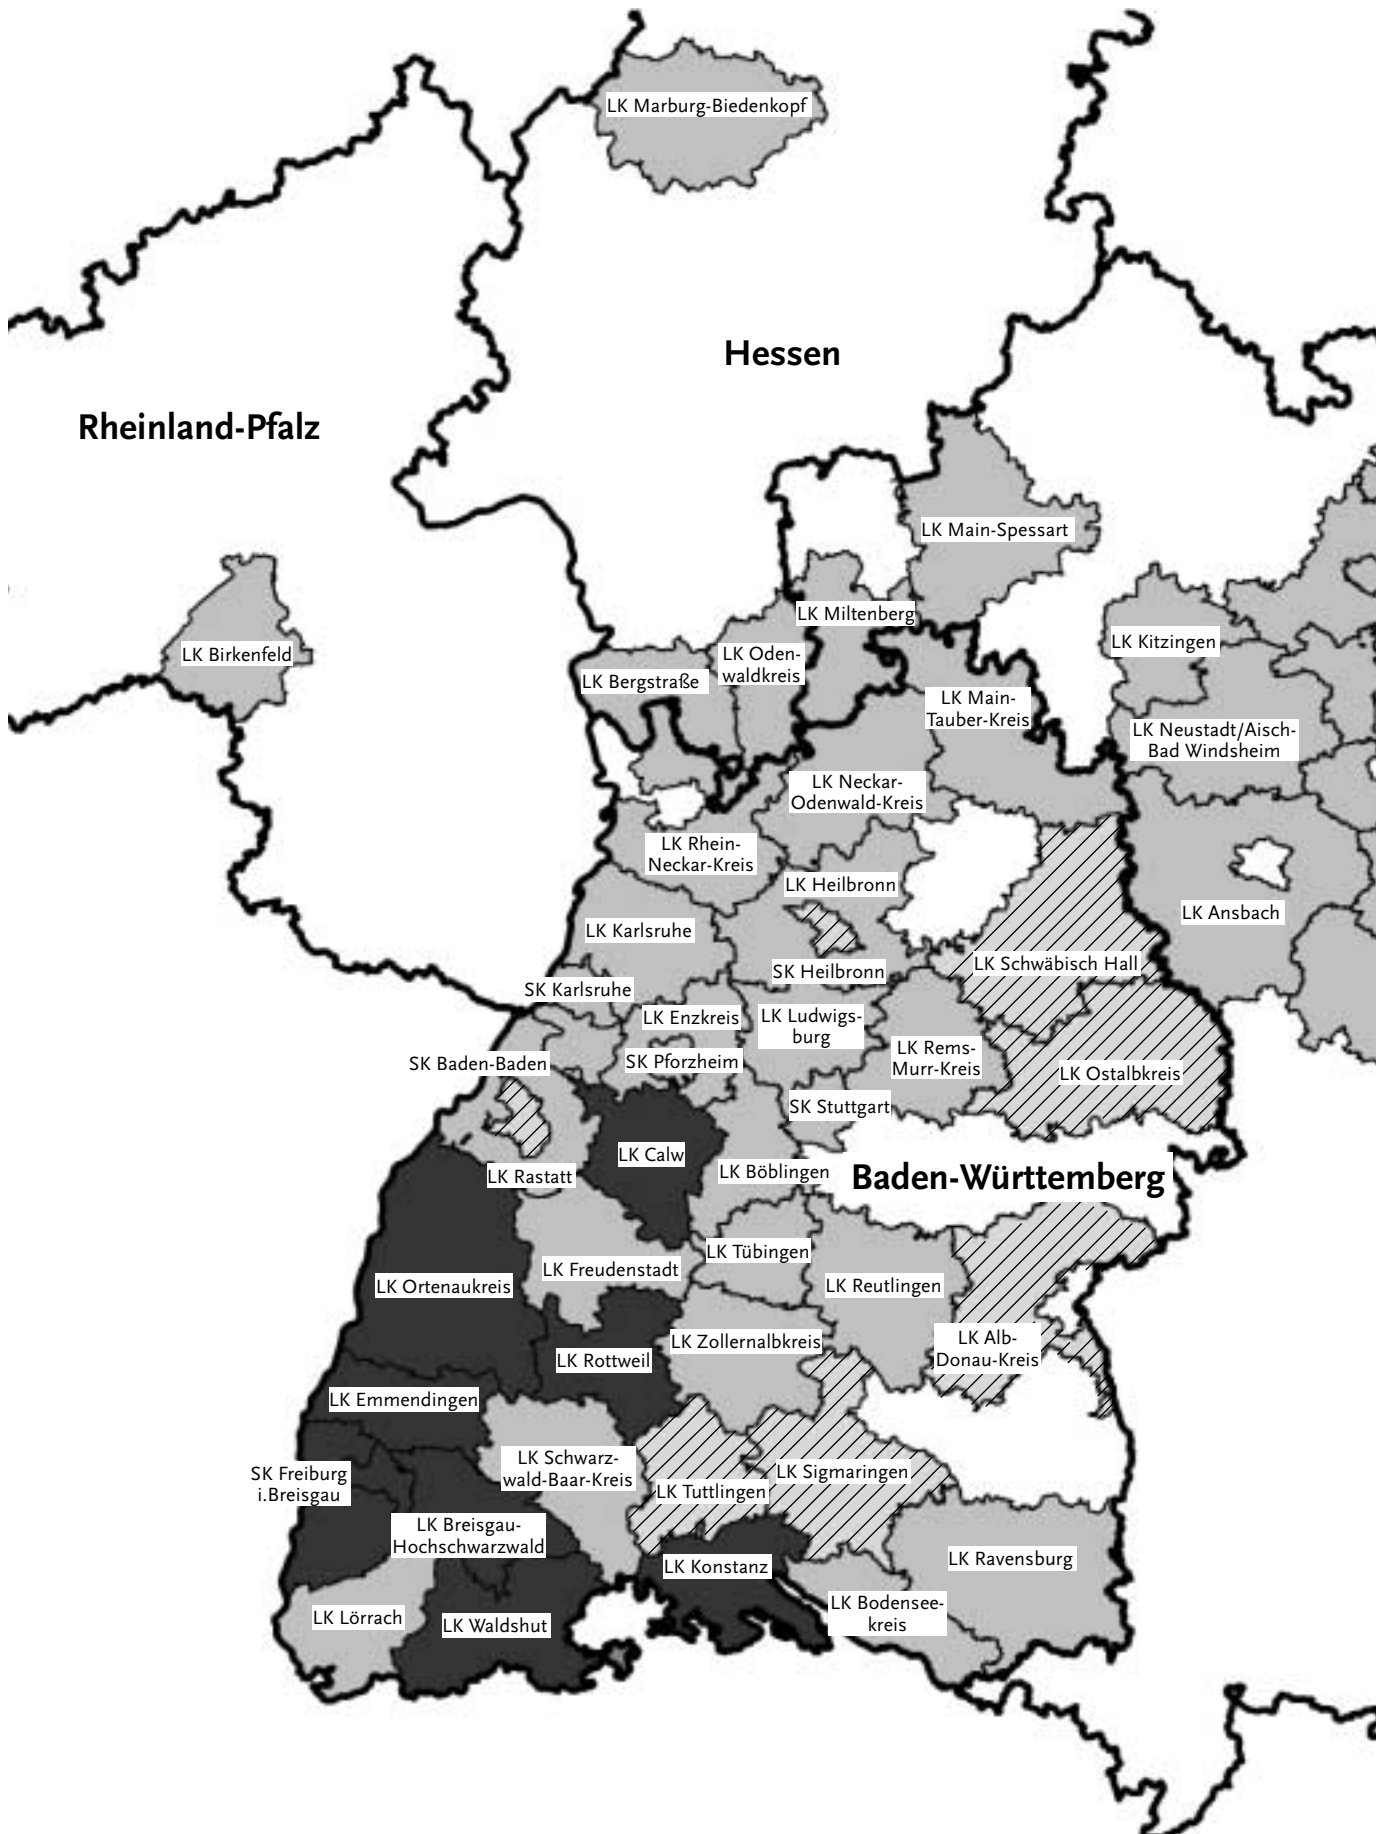 LK Marburg-Biedenkopf
Hessen
Rheinland-Pfalz
LK Main-Spessart
LK Miltenberg
LK Kitzingen
LK Birkenfeld
LK Oden-
waldkreis
LK Bergstraße
LK Main-
Tauber-Kreis
LK Neustadt/Aisch-
Bad Windsheim
LK Neckar-
Odenwald-Kreis
LK Rhein-
Neckar-Kreis
LK Heilbronn
LK Ansbach
LK Karlsruhe
LK Schwäbisch Hall
SK Heilbronn
SK Karlsruhe
LK Enzkreis
LK Ludwigs-
burg
LK Rems-
Murr-Kreis
SK Baden-Baden
SK Pforzheim
LK Ostalbkreis
SK Stuttgart
LK Calw
LK Rastatt
LK Böblingen
Baden-Württemberg
LK Tübingen
LK Freudenstadt
LK Ortenaukreis
LK Reutlingen
LK Zollernalbkreis
LK Alb-
Donau-Kreis
LK Rottweil
LK Emmendingen
LK Schwarz-
wald-Baar-Kreis
SK Freiburg
i.Breisgau
LK Sigmaringen
LK Tuttlingen
LK Breisgau-
Hochschwarzwald
LK Konstanz
LK Ravensburg
LK Bodensee-
kreis
LK Lörrach
LK Waldshut